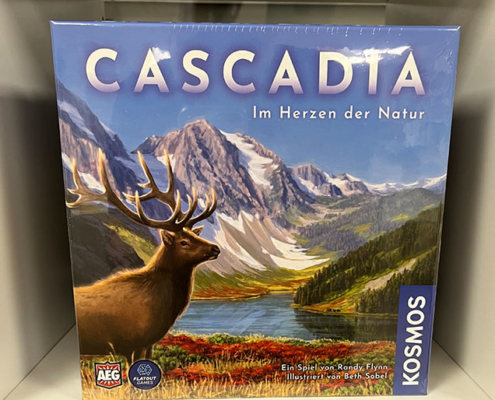 CASCADIA
Im Herzen der Natur
Ein Spiel von Randy Flynn
Illustriert von Beth Sobel
KOSMOS
AEG
FLATOUT
GAMES